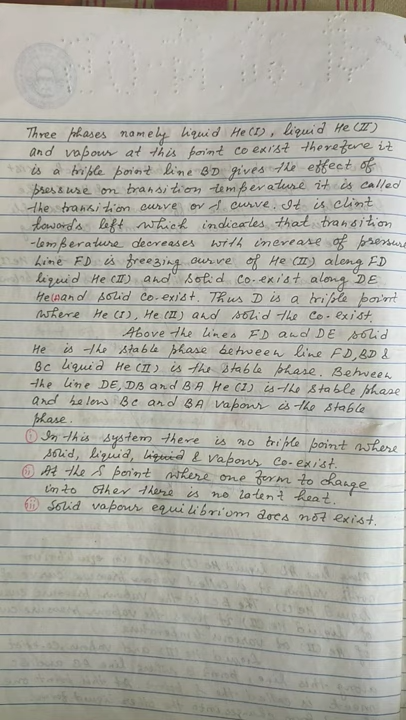 Three phases namely liquid He(I), liquid He(II)
and vapour at this point co exist therefore it
is a triple point line BD gives the effect of
pressure on transition temperature it is called
the transition curve or λ curve. It is clint
towards left which indicates that transition
temperature decreases with increase of pressure
Line FD is freezing curve of He(II) along FD
liquid He(II) and solid co-exist along DE
He(I) and solid co-exist. Thus D is a triple point
where He(I), He(II) and solid the co-exist.
Above the lines FD and DE solid
He is the stable phase between line FD, BD &
BC liquid He(II) is the stable phase. Between
the line DE, DB and BA He(I) is the stable phase
and below BC and BA vapour is the stable
phase.
(i) In this system there is no triple point where
solid, liquid, liquid & vapour co-exist.
(ii) At the λ point where one form to change
into other there is no latent heat.
(iii) Solid vapour equilibrium does not exist.